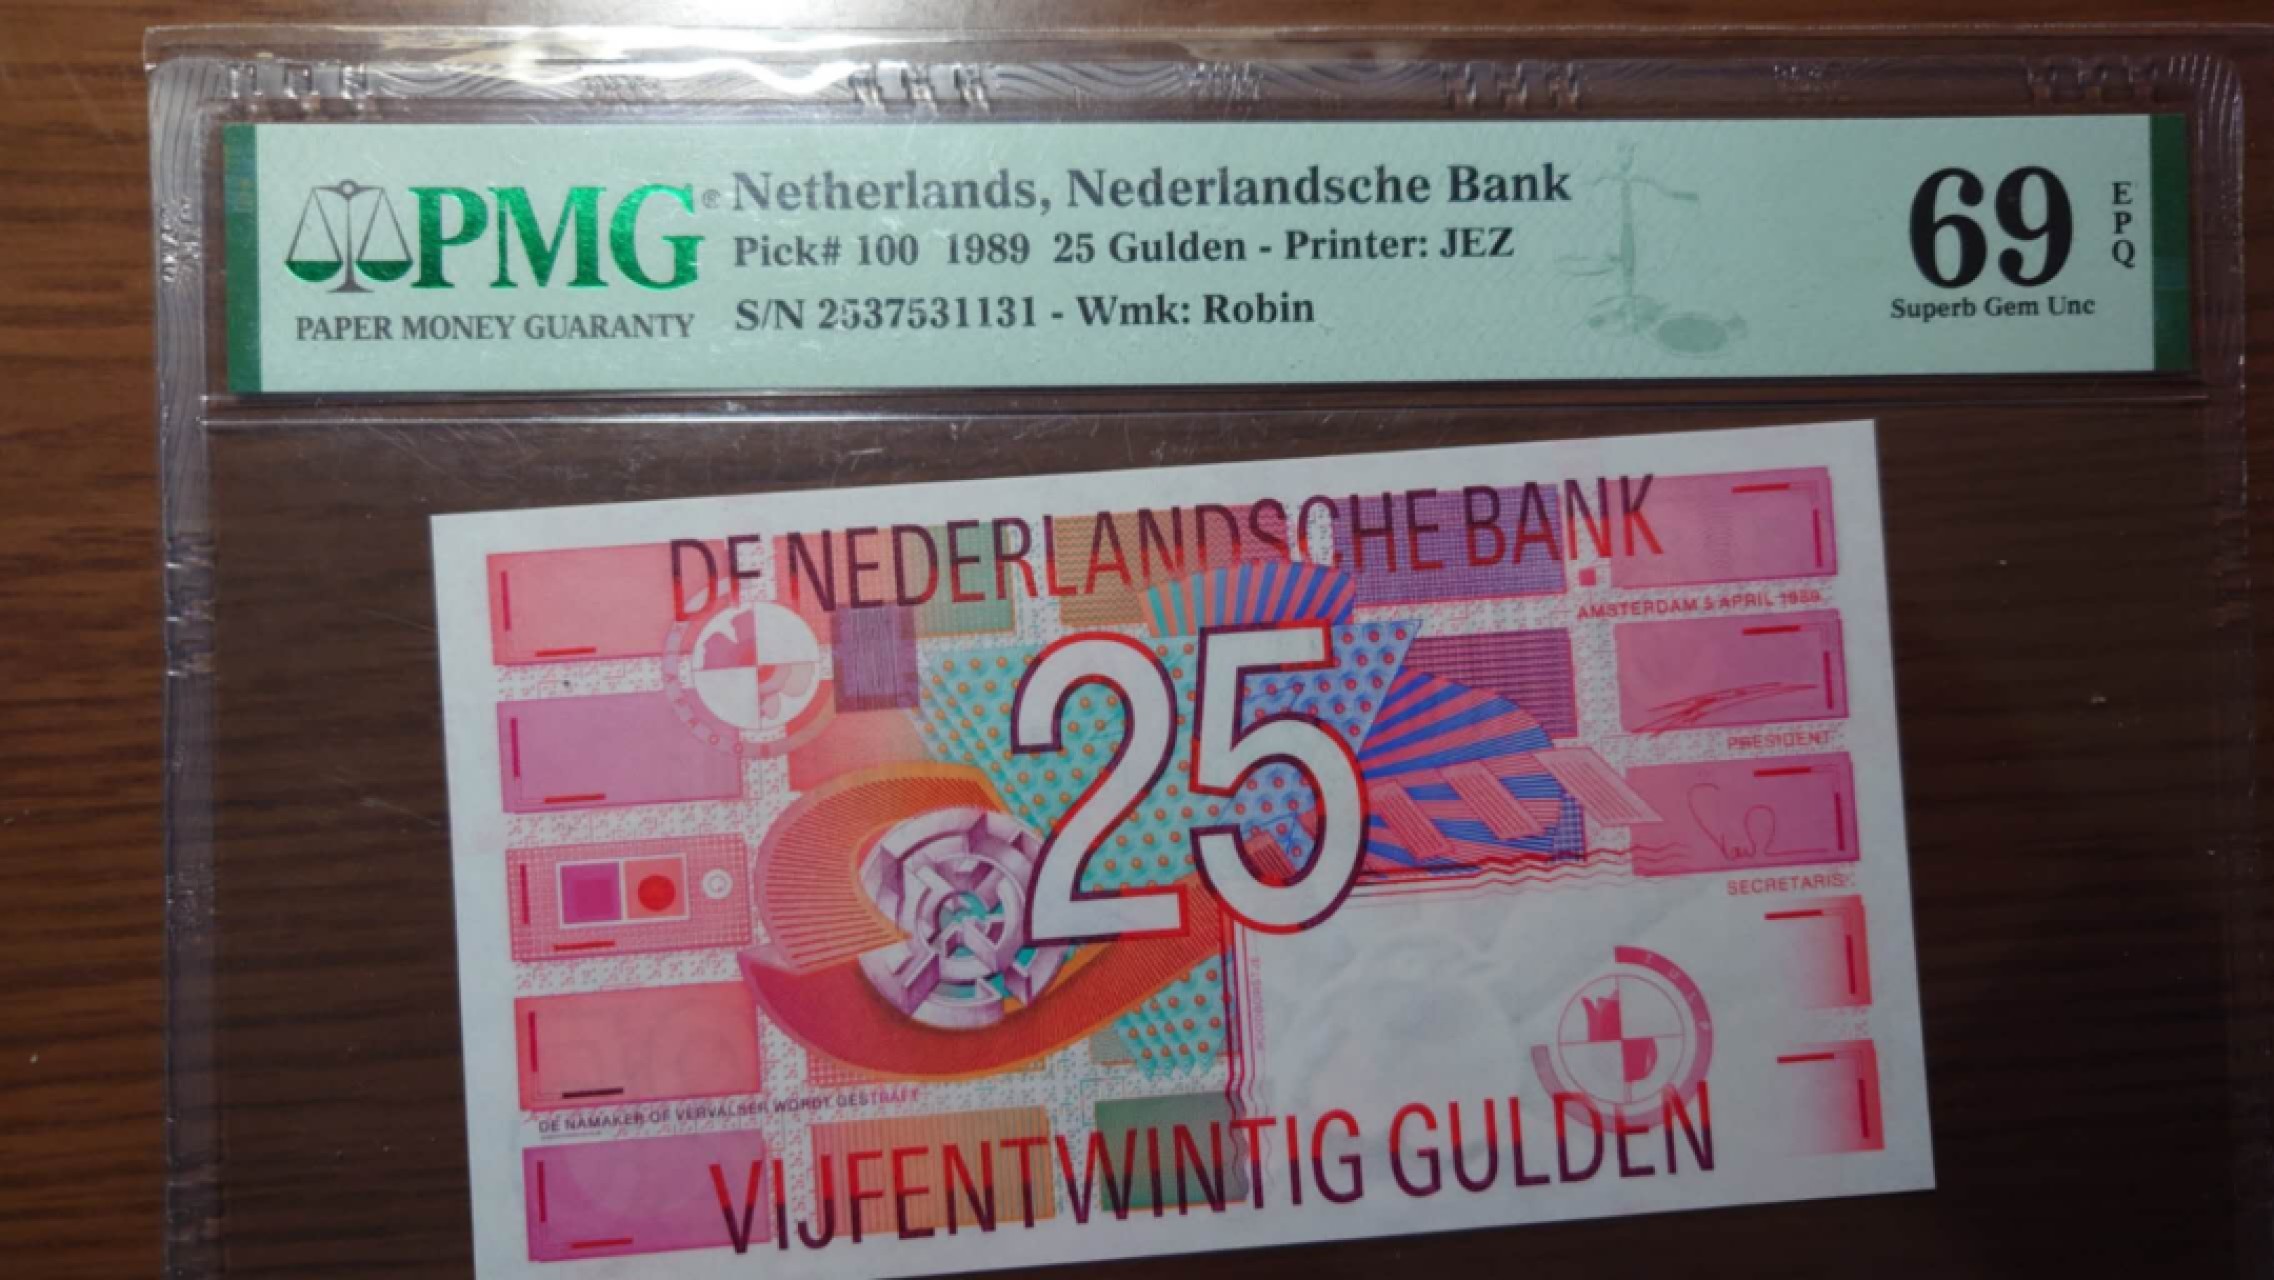 PMG®
PAPER MONEY GUARANTY
Netherlands, Nederlandsche Bank
Pick# 100 1989 25 Gulden - Printer: JEZ
S/N 2537531131 - Wmk: Robin
69
EPQ
Superb Gem Unc
DE NEDERLANDSCHE BANK
AMSTERDAM 5 APRIL 1989
25
PRESIDENT
SECRETARIS
TULP
DE NAMAKER OF VERVALSER WORDT GESTRAFT
VIJFENTWINTIG GULDEN